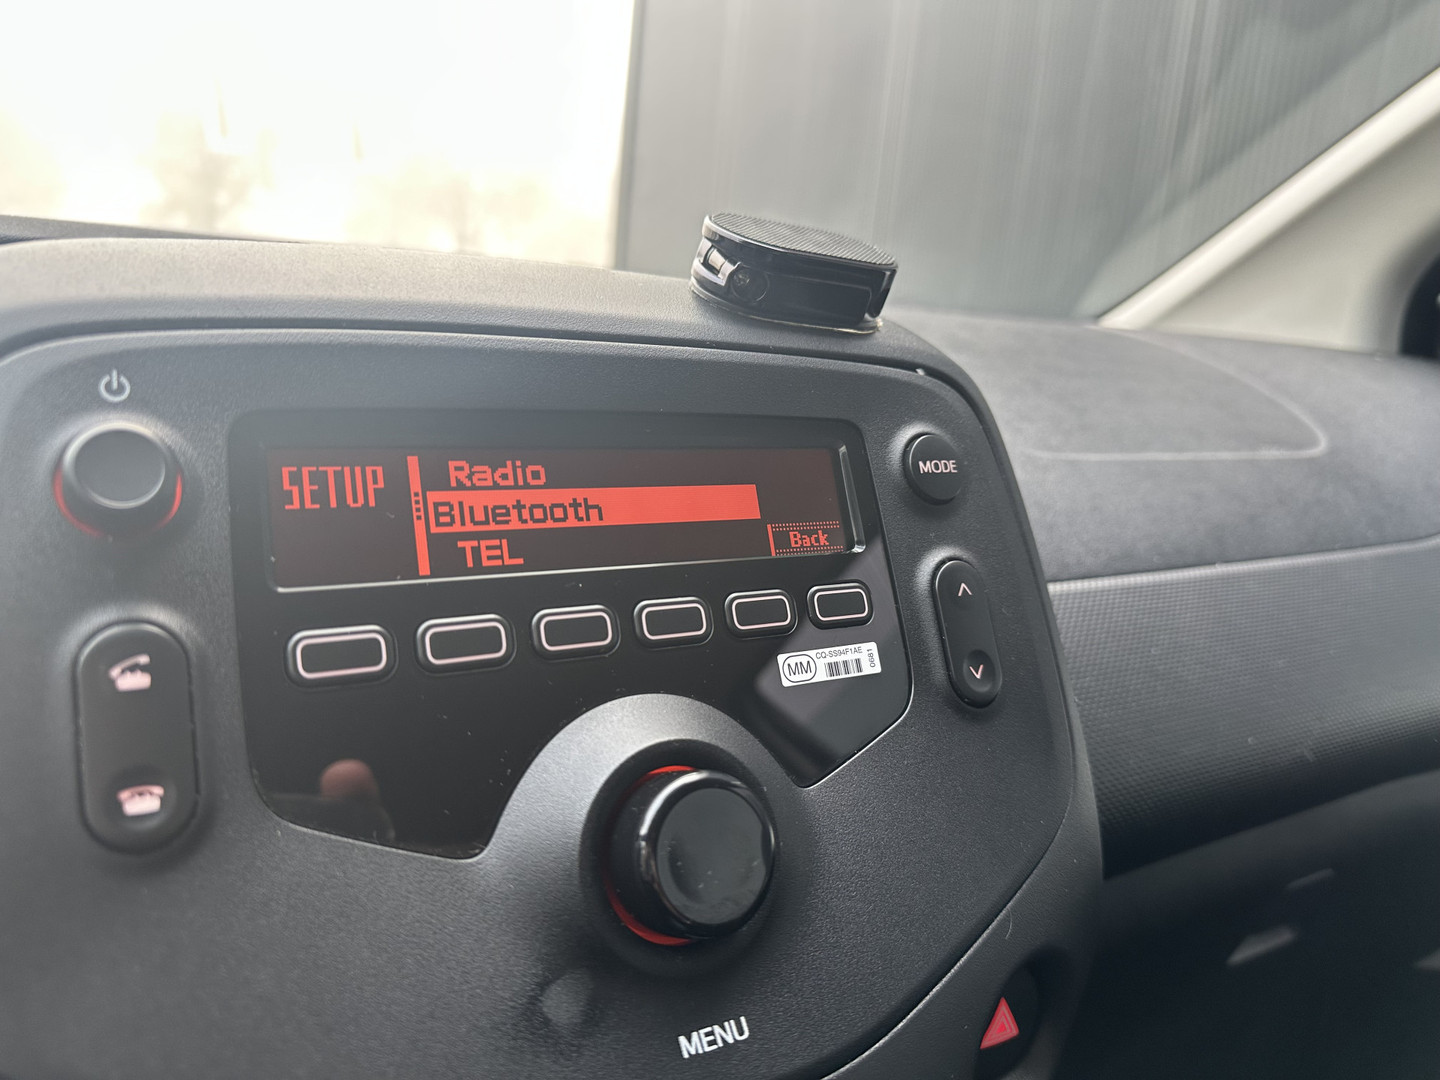 SETUP
Radio
Bluetooth
TEL
Back
MODE
MM
CQ-SS94F1AE
0681
MENU